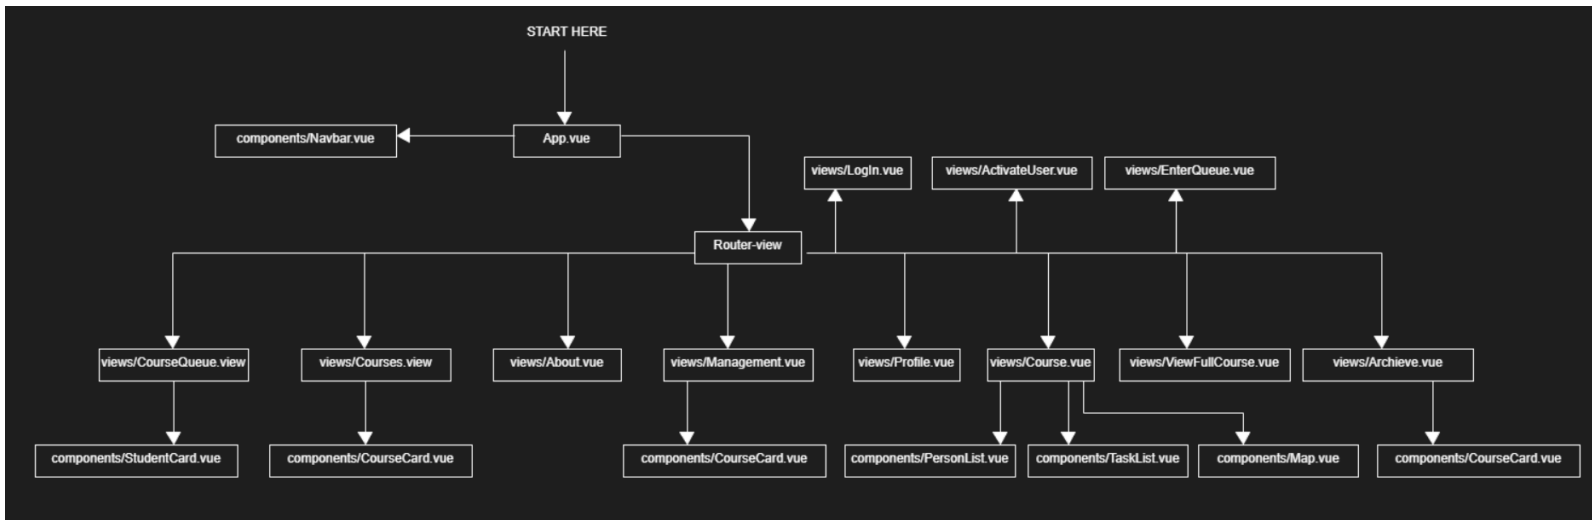 START HERE
components/Navbar.vue
App.vue
views/LogIn.vue
views/ActivateUser.vue
views/EnterQueue.vue
Router-view
views/CourseQueue.view
views/Courses.view
views/About.vue
views/Management.vue
views/Profile.vue
views/Course.vue
views/ViewFullCourse.vue
views/Archieve.vue
components/StudentCard.vue
components/CourseCard.vue
components/CourseCard.vue
components/PersonList.vue
components/TaskList.vue
components/Map.vue
components/CourseCard.vue